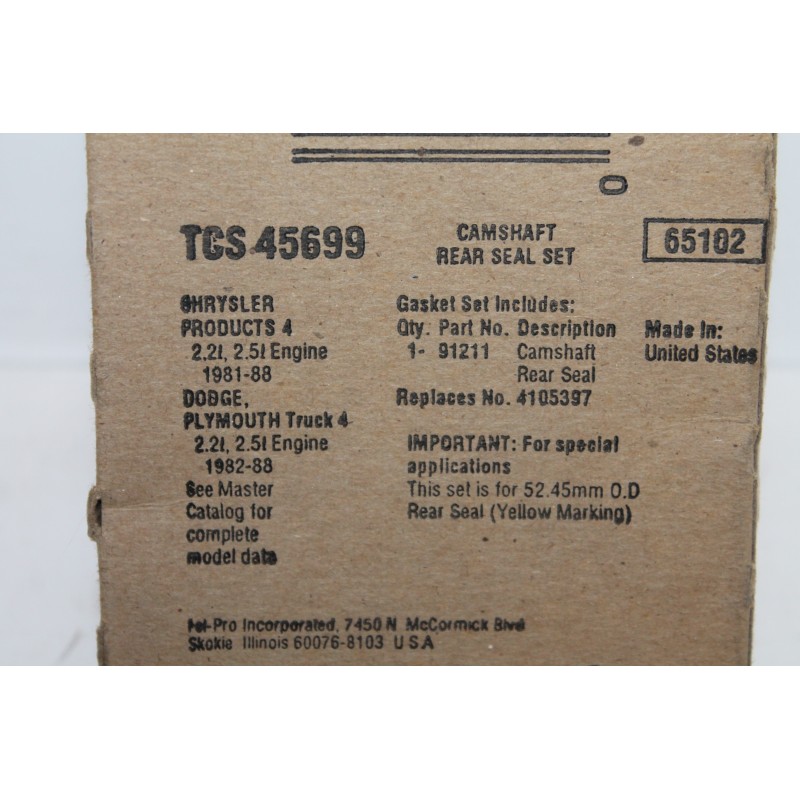 0
TCS 45699
CAMSHAFT
REAR SEAL SET
65102
CHRYSLER
PRODUCTS 4
2.2l, 2.5l Engine
1981-88
DODGE,
PLYMOUTH Truck 4
2.2l, 2.5l Engine
1982-88
See Master
Catalog for
complete
model data
Gasket Set Includes:
Qty. Part No. Description
1- 91211 Camshaft
Rear Seal
Replaces No. 4105397
IMPORTANT: For special
applications
This set is for 52.45mm O.D
Rear Seal (Yellow Marking)
Made In:
United States
Fel-Pro Incorporated, 7450 N. McCormick Blvd
Skokie Illinois 60076-8103 U S A